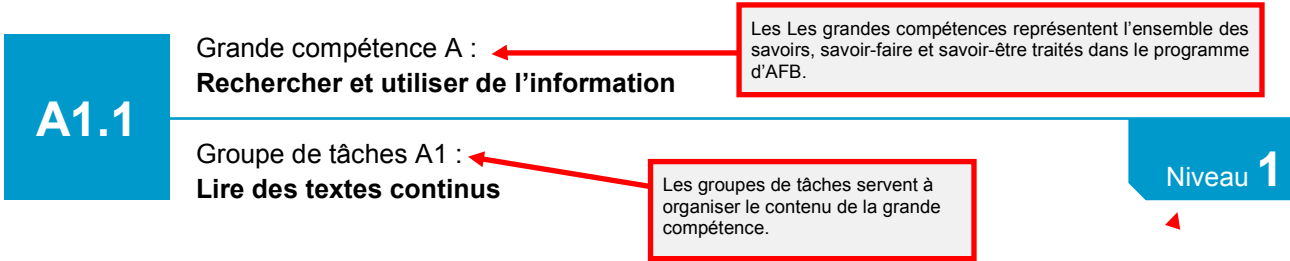 A1.1
Grande compétence A :
Rechercher et utiliser de l’information
Les Les grandes compétences représentent l’ensemble des
savoirs, savoir-faire et savoir-être traités dans le programme
d’AFB.
Groupe de tâches A1 :
Lire des textes continus
Les groupes de tâches servent à
organiser le contenu de la grande
compétence.
Niveau 1